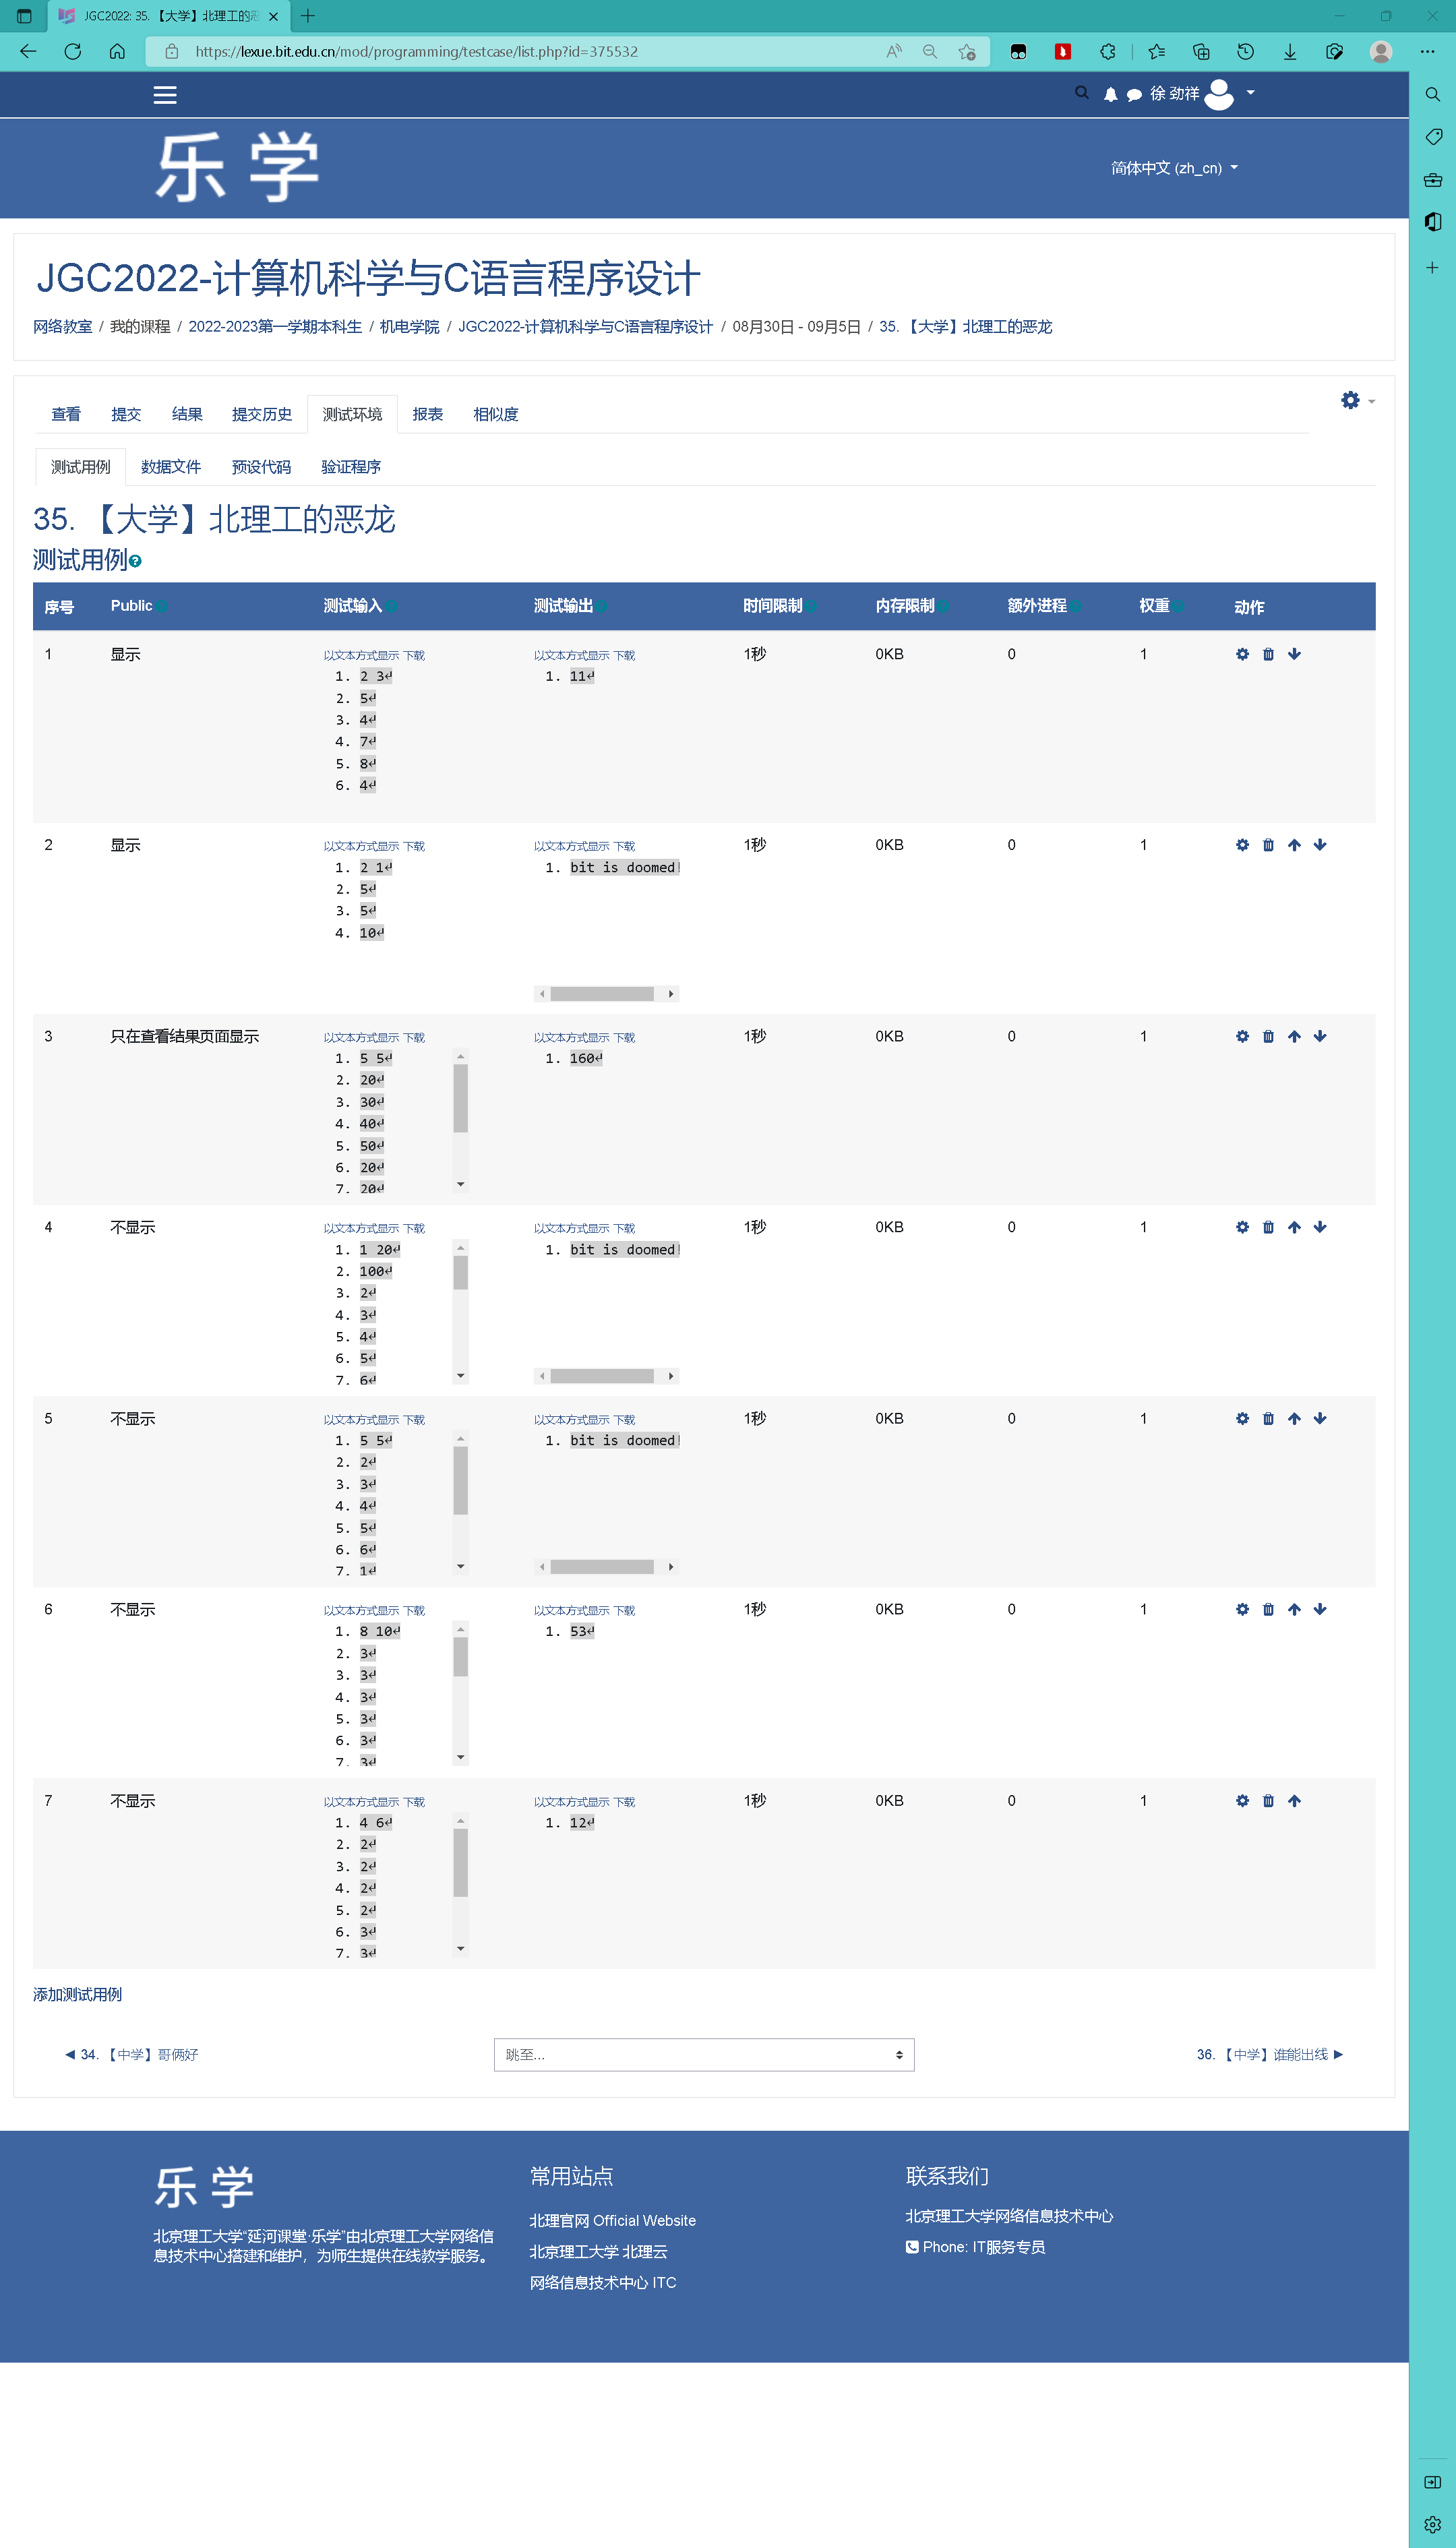 JGC2022: 35. 【大学】北理工的恶
https://lexue.bit.edu.cn/mod/programming/testcase/list.php?id=375532
徐 劲祥
乐 学
简体中文 (zh_cn)
JGC2022-计算机科学与C语言程序设计
网络教室 / 我的课程 / 2022-2023第一学期本科生 / 机电学院 / JGC2022-计算机科学与C语言程序设计 / 08月30日 - 09月5日 / 35. 【大学】北理工的恶龙
查看 提交 结果 提交历史 测试环境 报表 相似度
测试用例 数据文件 预设代码 验证程序
35. 【大学】北理工的恶龙
测试用例
序号 Public 测试输入 测试输出 时间限制 内存限制 额外进程 权重 动作
1 显示 以文本方式显示 下载 以文本方式显示 下载 1秒 0KB 0 1
1. 2 3↵ 1. 11↵
2. 5↵
3. 4↵
4. 7↵
5. 8↵
6. 4↵
2 显示 以文本方式显示 下载 以文本方式显示 下载 1秒 0KB 0 1
1. 2 1↵ 1. bit is doomed!
2. 5↵
3. 5↵
4. 10↵
3 只在查看结果页面显示 以文本方式显示 下载 以文本方式显示 下载 1秒 0KB 0 1
1. 5 5↵ 1. 160↵
2. 20↵
3. 30↵
4. 40↵
5. 50↵
6. 20↵
7. 20↵
4 不显示 以文本方式显示 下载 以文本方式显示 下载 1秒 0KB 0 1
1. 1 20↵ 1. bit is doomed!
2. 100↵
3. 2↵
4. 3↵
5. 4↵
6. 5↵
7. 6↵
5 不显示 以文本方式显示 下载 以文本方式显示 下载 1秒 0KB 0 1
1. 5 5↵ 1. bit is doomed!
2. 2↵
3. 3↵
4. 4↵
5. 5↵
6. 6↵
7. 1↵
6 不显示 以文本方式显示 下载 以文本方式显示 下载 1秒 0KB 0 1
1. 8 10↵ 1. 53↵
2. 3↵
3. 3↵
4. 3↵
5. 3↵
6. 3↵
7. 3↵
7 不显示 以文本方式显示 下载 以文本方式显示 下载 1秒 0KB 0 1
1. 4 6↵ 1. 12↵
2. 2↵
3. 2↵
4. 2↵
5. 2↵
6. 3↵
7. 3↵
添加测试用例
◀ 34. 【中学】哥俩好 跳至... 36. 【中学】谁能出线 ▶
乐 学
北京理工大学“延河课堂·乐学”由北京理工大学网络信
息技术中心搭建和维护，为师生提供在线教学服务。
常用站点
北理官网 Official Website
北京理工大学 北理云
网络信息技术中心 ITC
联系我们
北京理工大学网络信息技术中心
Phone: IT服务专员